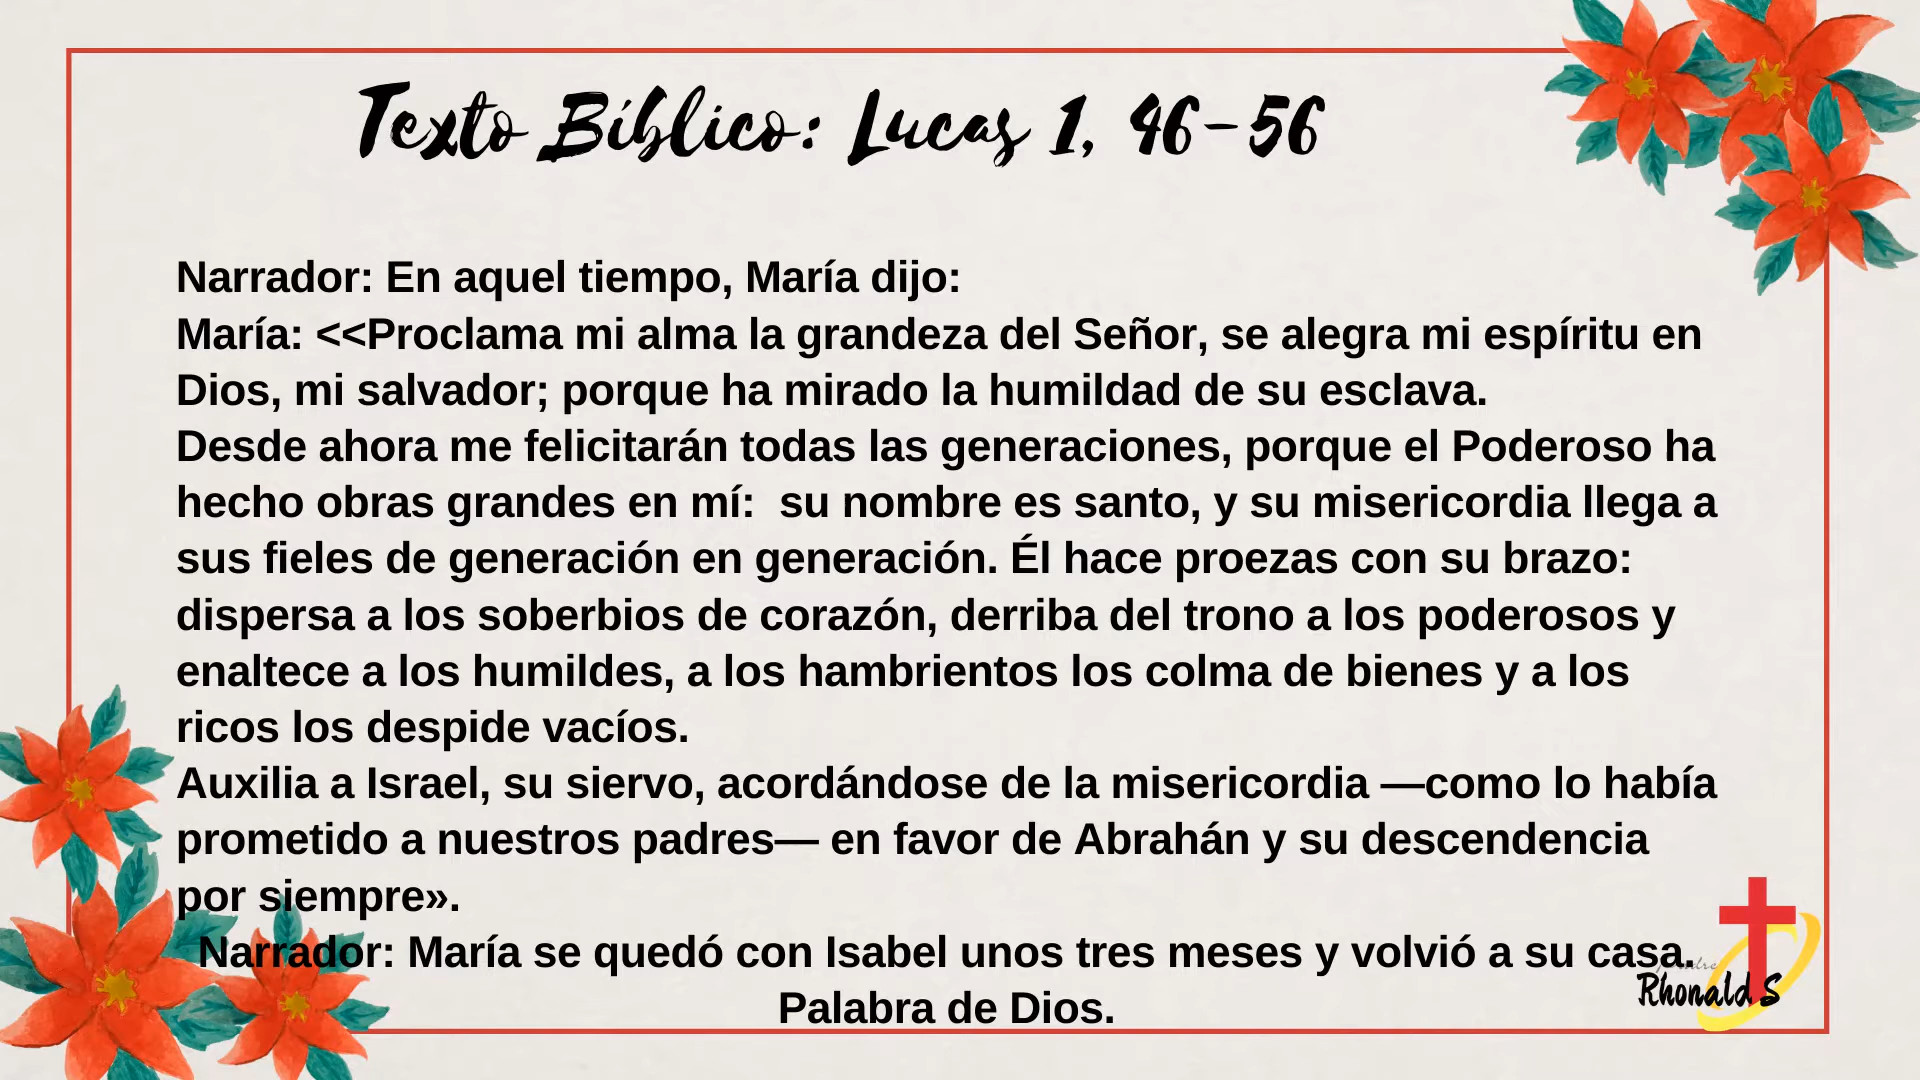 Texto Bíblico: Lucas 1, 46-56
Narrador: En aquel tiempo, María dijo:
María: <<Proclama mi alma la grandeza del Señor, se alegra mi espíritu en
Dios, mi salvador; porque ha mirado la humildad de su esclava.
Desde ahora me felicitarán todas las generaciones, porque el Poderoso ha
hecho obras grandes en mí:  su nombre es santo, y su misericordia llega a
sus fieles de generación en generación. Él hace proezas con su brazo:
dispersa a los soberbios de corazón, derriba del trono a los poderosos y
enaltece a los humildes, a los hambrientos los colma de bienes y a los
ricos los despide vacíos.
Auxilia a Israel, su siervo, acordándose de la misericordia —como lo había
prometido a nuestros padres— en favor de Abrahán y su descendencia
por siempre».
Narrador: María se quedó con Isabel unos tres meses y volvió a su casa.
Palabra de Dios.
Padre
Rhonald S